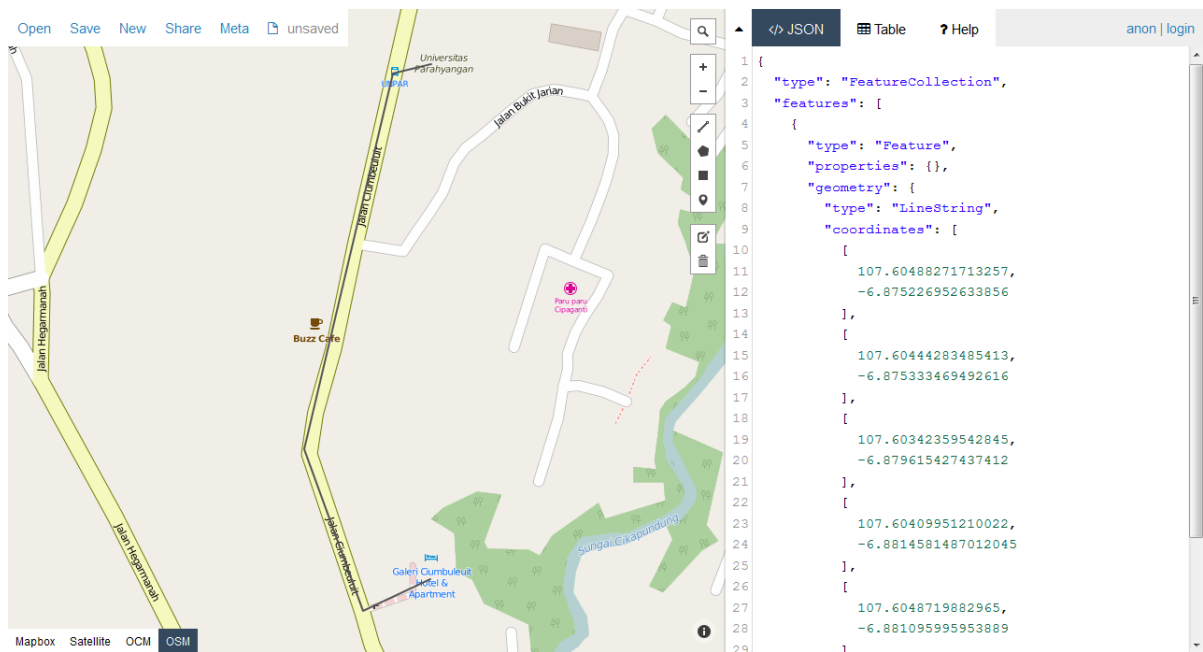 Open Save New Share Meta unsaved
Universitas
Parahyangan
UNPAR
Jalan Bukit Jarian
Jalan Ciumbeuluit
Jalan Hegarmanah
Paru paru
Cipaganti
Buzz Cafe
Jalan Hegarmanah
Jalan Ciumbeuluit
Sungai Cikapundung
Galeri Ciumbuleuit
Hotel &
Apartment
Mapbox Satellite OCM OSM
</> JSON Table ? Help anon | login
1 {
2 "type": "FeatureCollection",
3 "features": [
4 {
5 "type": "Feature",
6 "properties": {},
7 "geometry": {
8 "type": "LineString",
9 "coordinates": [
10 [
11 107.60488271713257,
12 -6.875226952633856
13 ],
14 [
15 107.60444283485413,
16 -6.875333469492616
17 ],
18 [
19 107.60342359542845,
20 -6.879615427437412
21 ],
22 [
23 107.60409951210022,
24 -6.8814581487012045
25 ],
26 [
27 107.6048719882965,
28 -6.881095995953889
29 ]